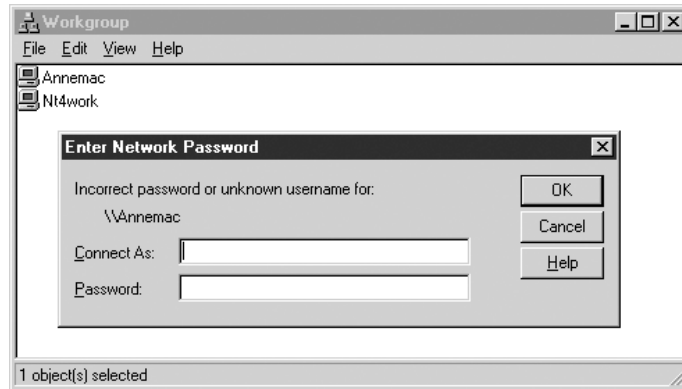 Workgroup
File Edit View Help
Annemac
Nt4work
Enter Network Password
Incorrect password or unknown username for:
\\Annemac
Connect As:
Password:
OK
Cancel
Help
1 object(s) selected